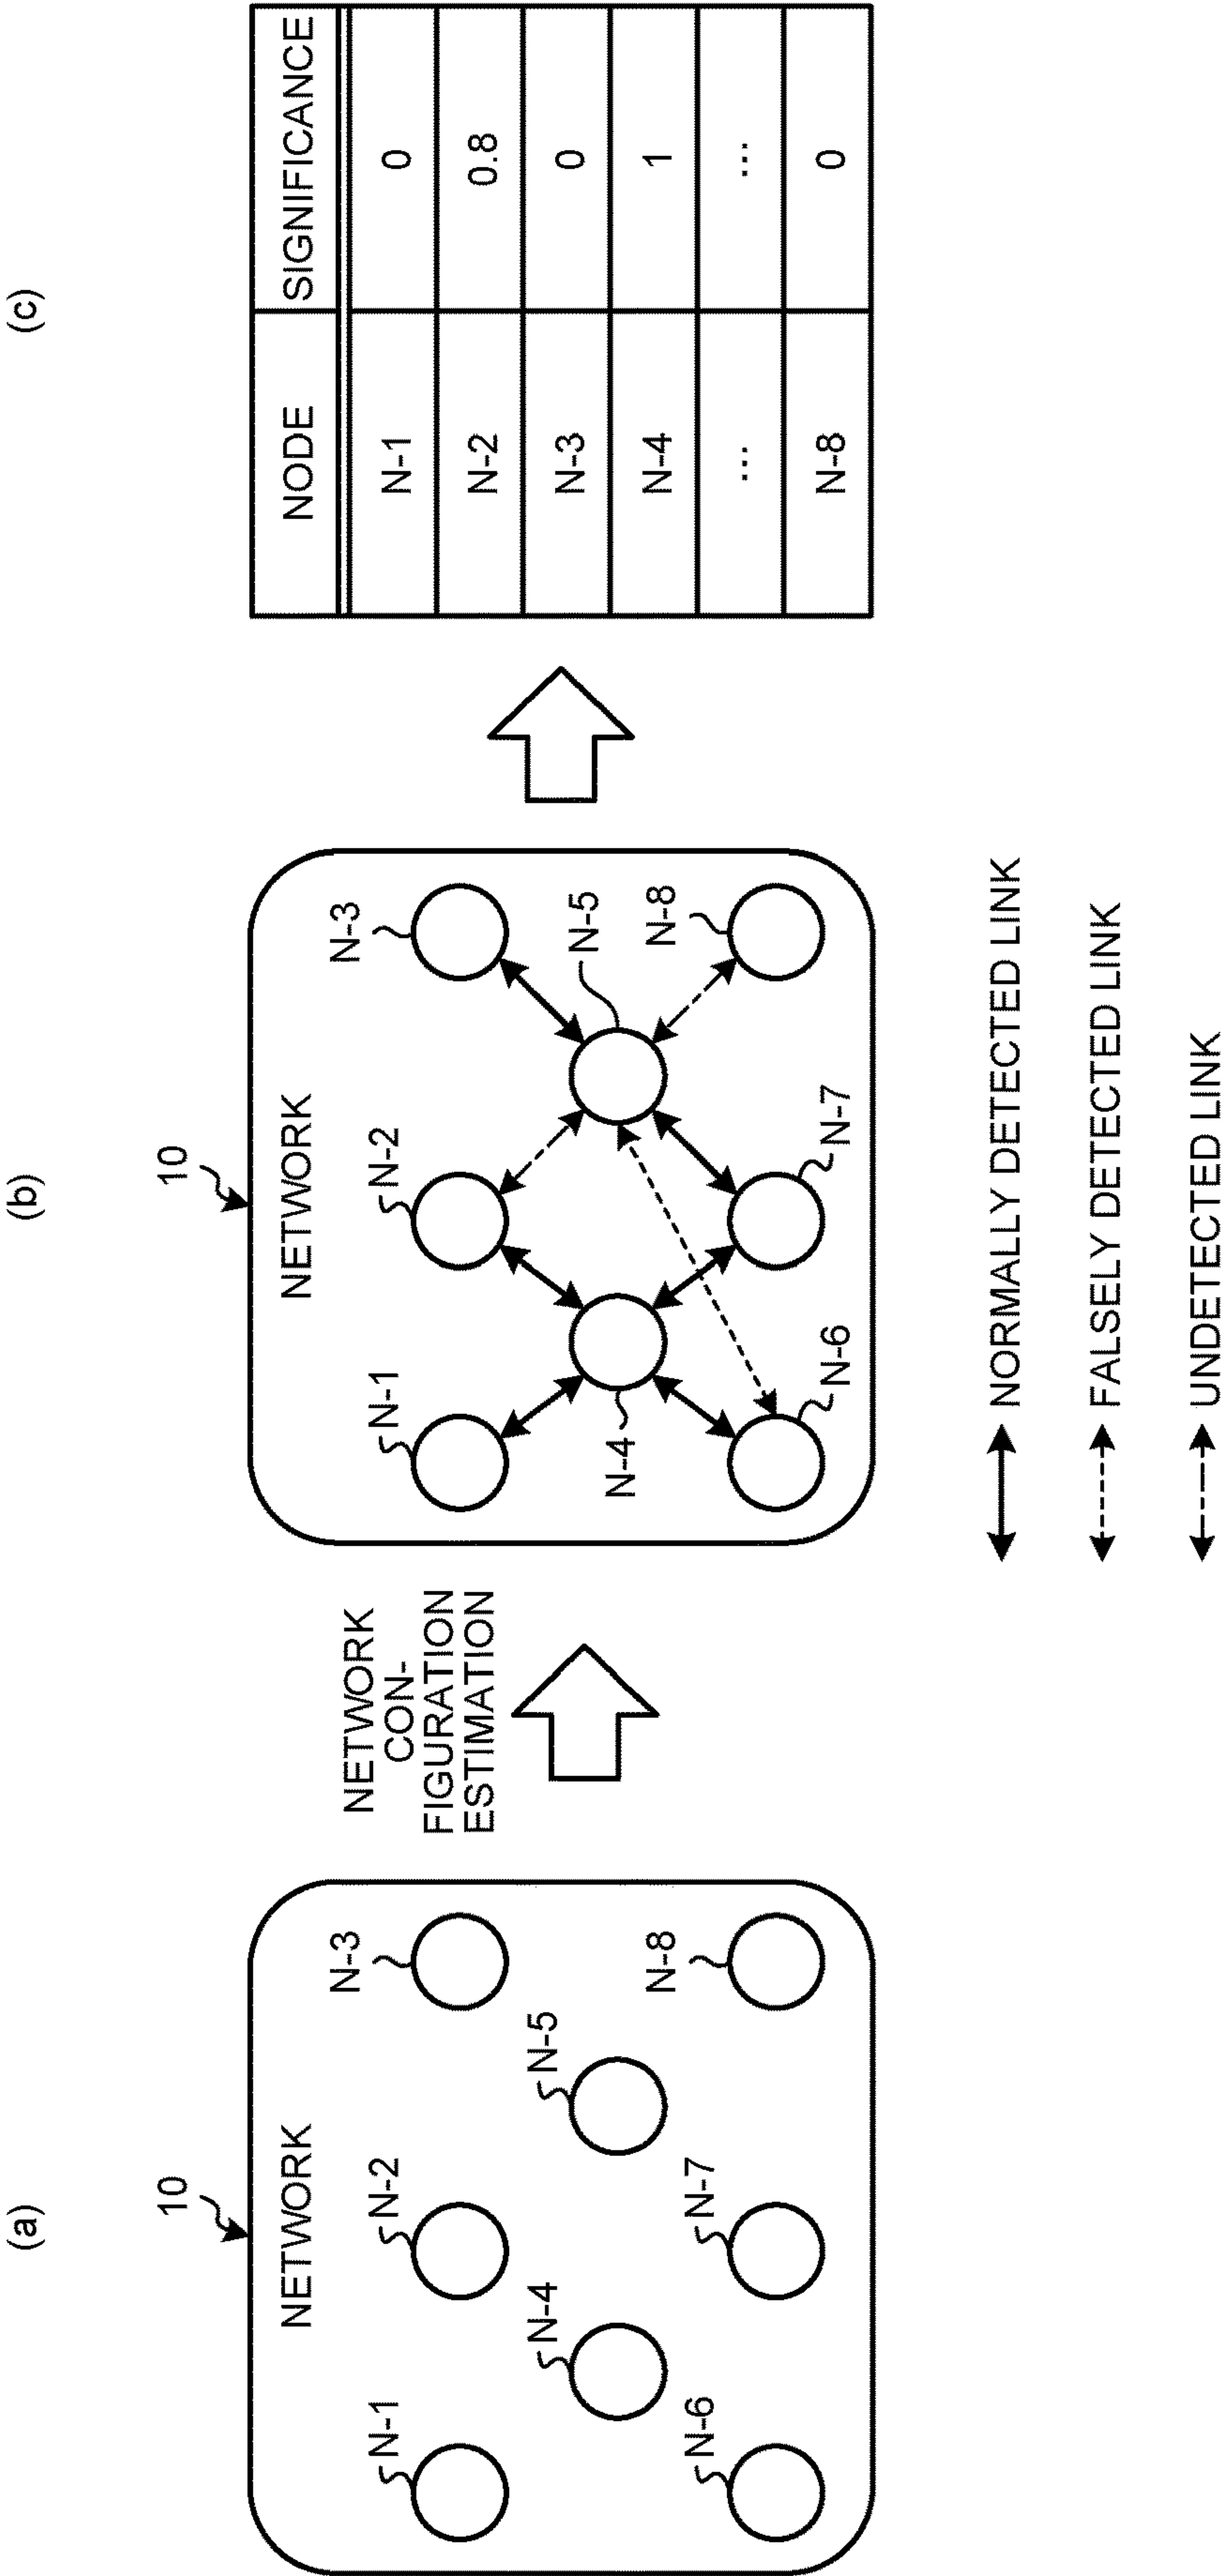 (a)
10
NETWORK
N-1
N-2
N-3
N-4
N-5
N-6
N-7
N-8
NETWORK
CON-
FIGURATION
ESTIMATION
(b)
10
NETWORK
N-1
N-2
N-3
N-4
N-5
N-6
N-7
N-8
NORMALLY DETECTED LINK
FALSELY DETECTED LINK
UNDETECTED LINK
(c)
NODE SIGNIFICANCE
N-1 0
N-2 0.8
N-3 0
N-4 1
... ...
N-8 0